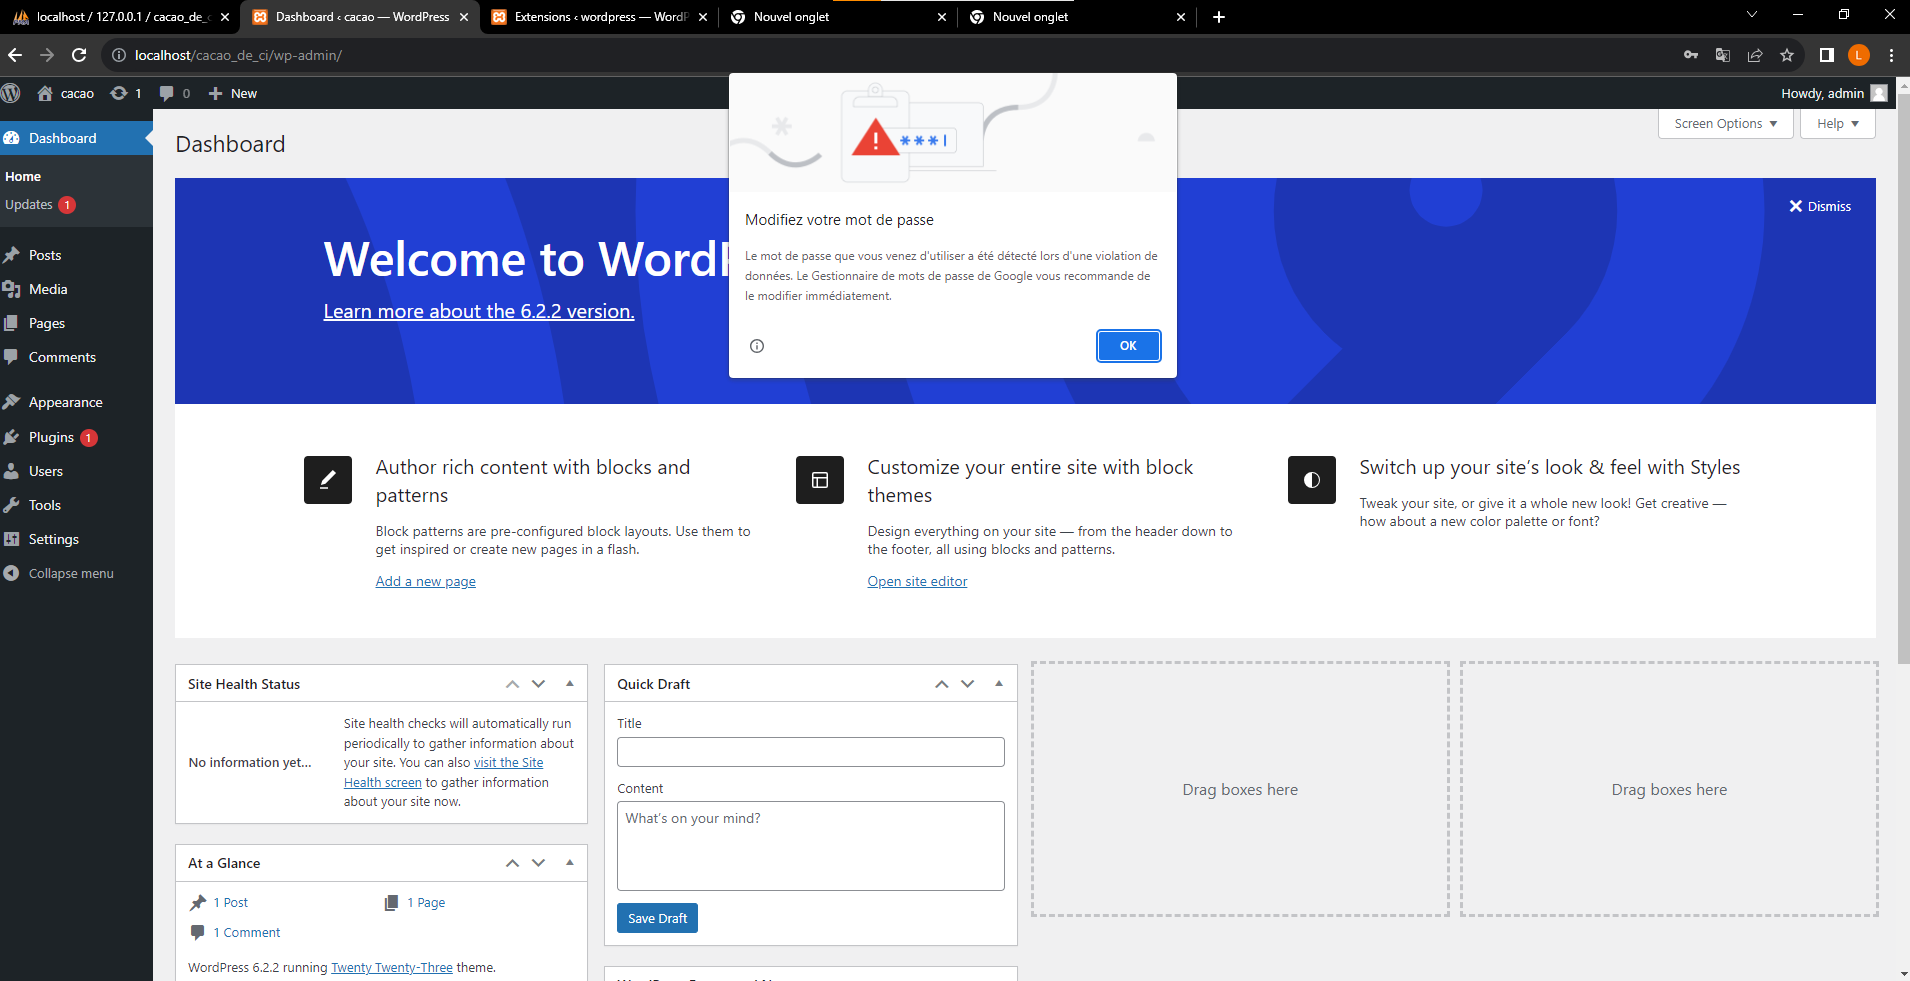 localhost / 127.0.0.1 / cacao_de_c
Dashboard ‹ cacao — WordPress
Extensions ‹ wordpress — WordP
Nouvel onglet
Nouvel onglet
localhost/cacao_de_ci/wp-admin/
L
cacao
1
0
New
Howdy, admin
Dashboard
Home
Updates 1
Posts
Media
Pages
Comments
Appearance
Plugins 1
Users
Tools
Settings
Collapse menu
Dashboard
Screen Options
Help
Welcome to WordP
Learn more about the 6.2.2 version.
Dismiss
***|
Modifiez votre mot de passe
Le mot de passe que vous venez d'utiliser a été détecté lors d'une violation de
données. Le Gestionnaire de mots de passe de Google vous recommande de
le modifier immédiatement.
OK
Author rich content with blocks and
patterns
Block patterns are pre-configured block layouts. Use them to
get inspired or create new pages in a flash.
Add a new page
Customize your entire site with block
themes
Design everything on your site — from the header down to
the footer, all using blocks and patterns.
Open site editor
Switch up your site’s look & feel with Styles
Tweak your site, or give it a whole new look! Get creative —
how about a new color palette or font?
Site Health Status
No information yet...
Site health checks will automatically run
periodically to gather information about
your site. You can also visit the Site
Health screen to gather information
about your site now.
At a Glance
1 Post
1 Page
1 Comment
WordPress 6.2.2 running Twenty Twenty-Three theme.
Quick Draft
Title
Content
What’s on your mind?
Save Draft
Drag boxes here
Drag boxes here